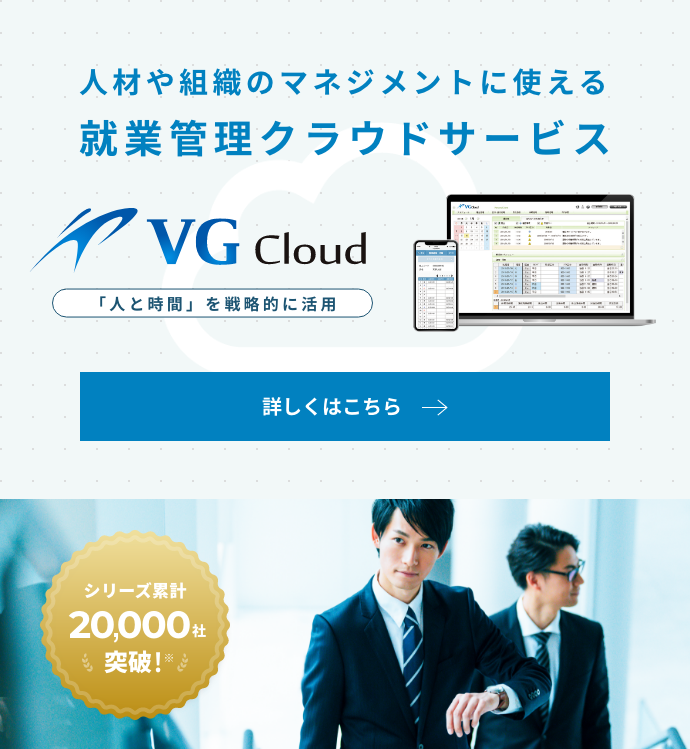 人材や組織のマネジメントに使える
就業管理クラウドサービス
VG Cloud
「人と時間」を戦略的に活用
詳しくはこちら
シリーズ累計
20,000社
突破!※